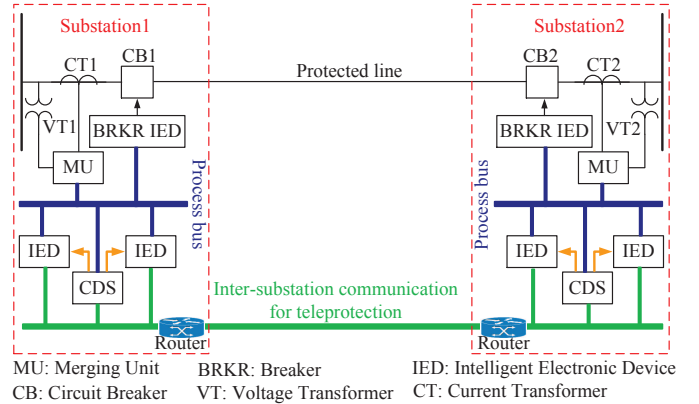 Substation1
Substation2
CT1
CB1
Protected line
CB2
CT2
VT1
BRKR IED
BRKR IED
VT2
MU
MU
Process bus
Process bus
IED
IED
IED
IED
CDS
CDS
Inter-substation communication
for teleprotection
Router
Router
MU: Merging Unit
BRKR: Breaker
IED: Intelligent Electronic Device
CB: Circuit Breaker
VT: Voltage Transformer
CT: Current Transformer